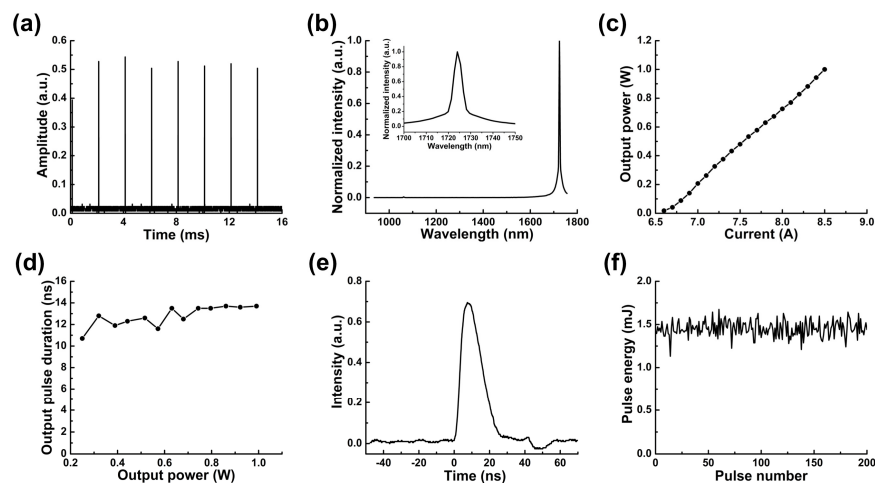 (a)
0.6
0.5
0.4
0.3
0.2
0.1
0.0
Amplitude (a.u.)
0 4 8 12 16
Time (ms)
(b)
1.0
0.8
0.6
0.4
0.2
0.0
Normalized intensity (a.u.)
1000 1200 1400 1600 1800
Wavelength (nm)
1.0
0.8
0.6
0.4
0.2
0.0
Normalized intensity (a.u.)
1700 1710 1720 1730 1740 1750
Wavelength (nm)
(c)
1.2
1.0
0.8
0.6
0.4
0.2
0.0
Output power (W)
6.5 7.0 7.5 8.0 8.5 9.0
Current (A)
(d)
16
14
12
10
8
6
4
2
0
Output pulse duration (ns)
0.2 0.4 0.6 0.8 1.0
Output power (W)
(e)
0.8
0.6
0.4
0.2
0.0
Intensity (a.u.)
-40 -20 0 20 40 60
Time (ns)
(f)
2.0
1.5
1.0
0.5
0.0
Pulse energy (mJ)
0 50 100 150 200
Pulse number